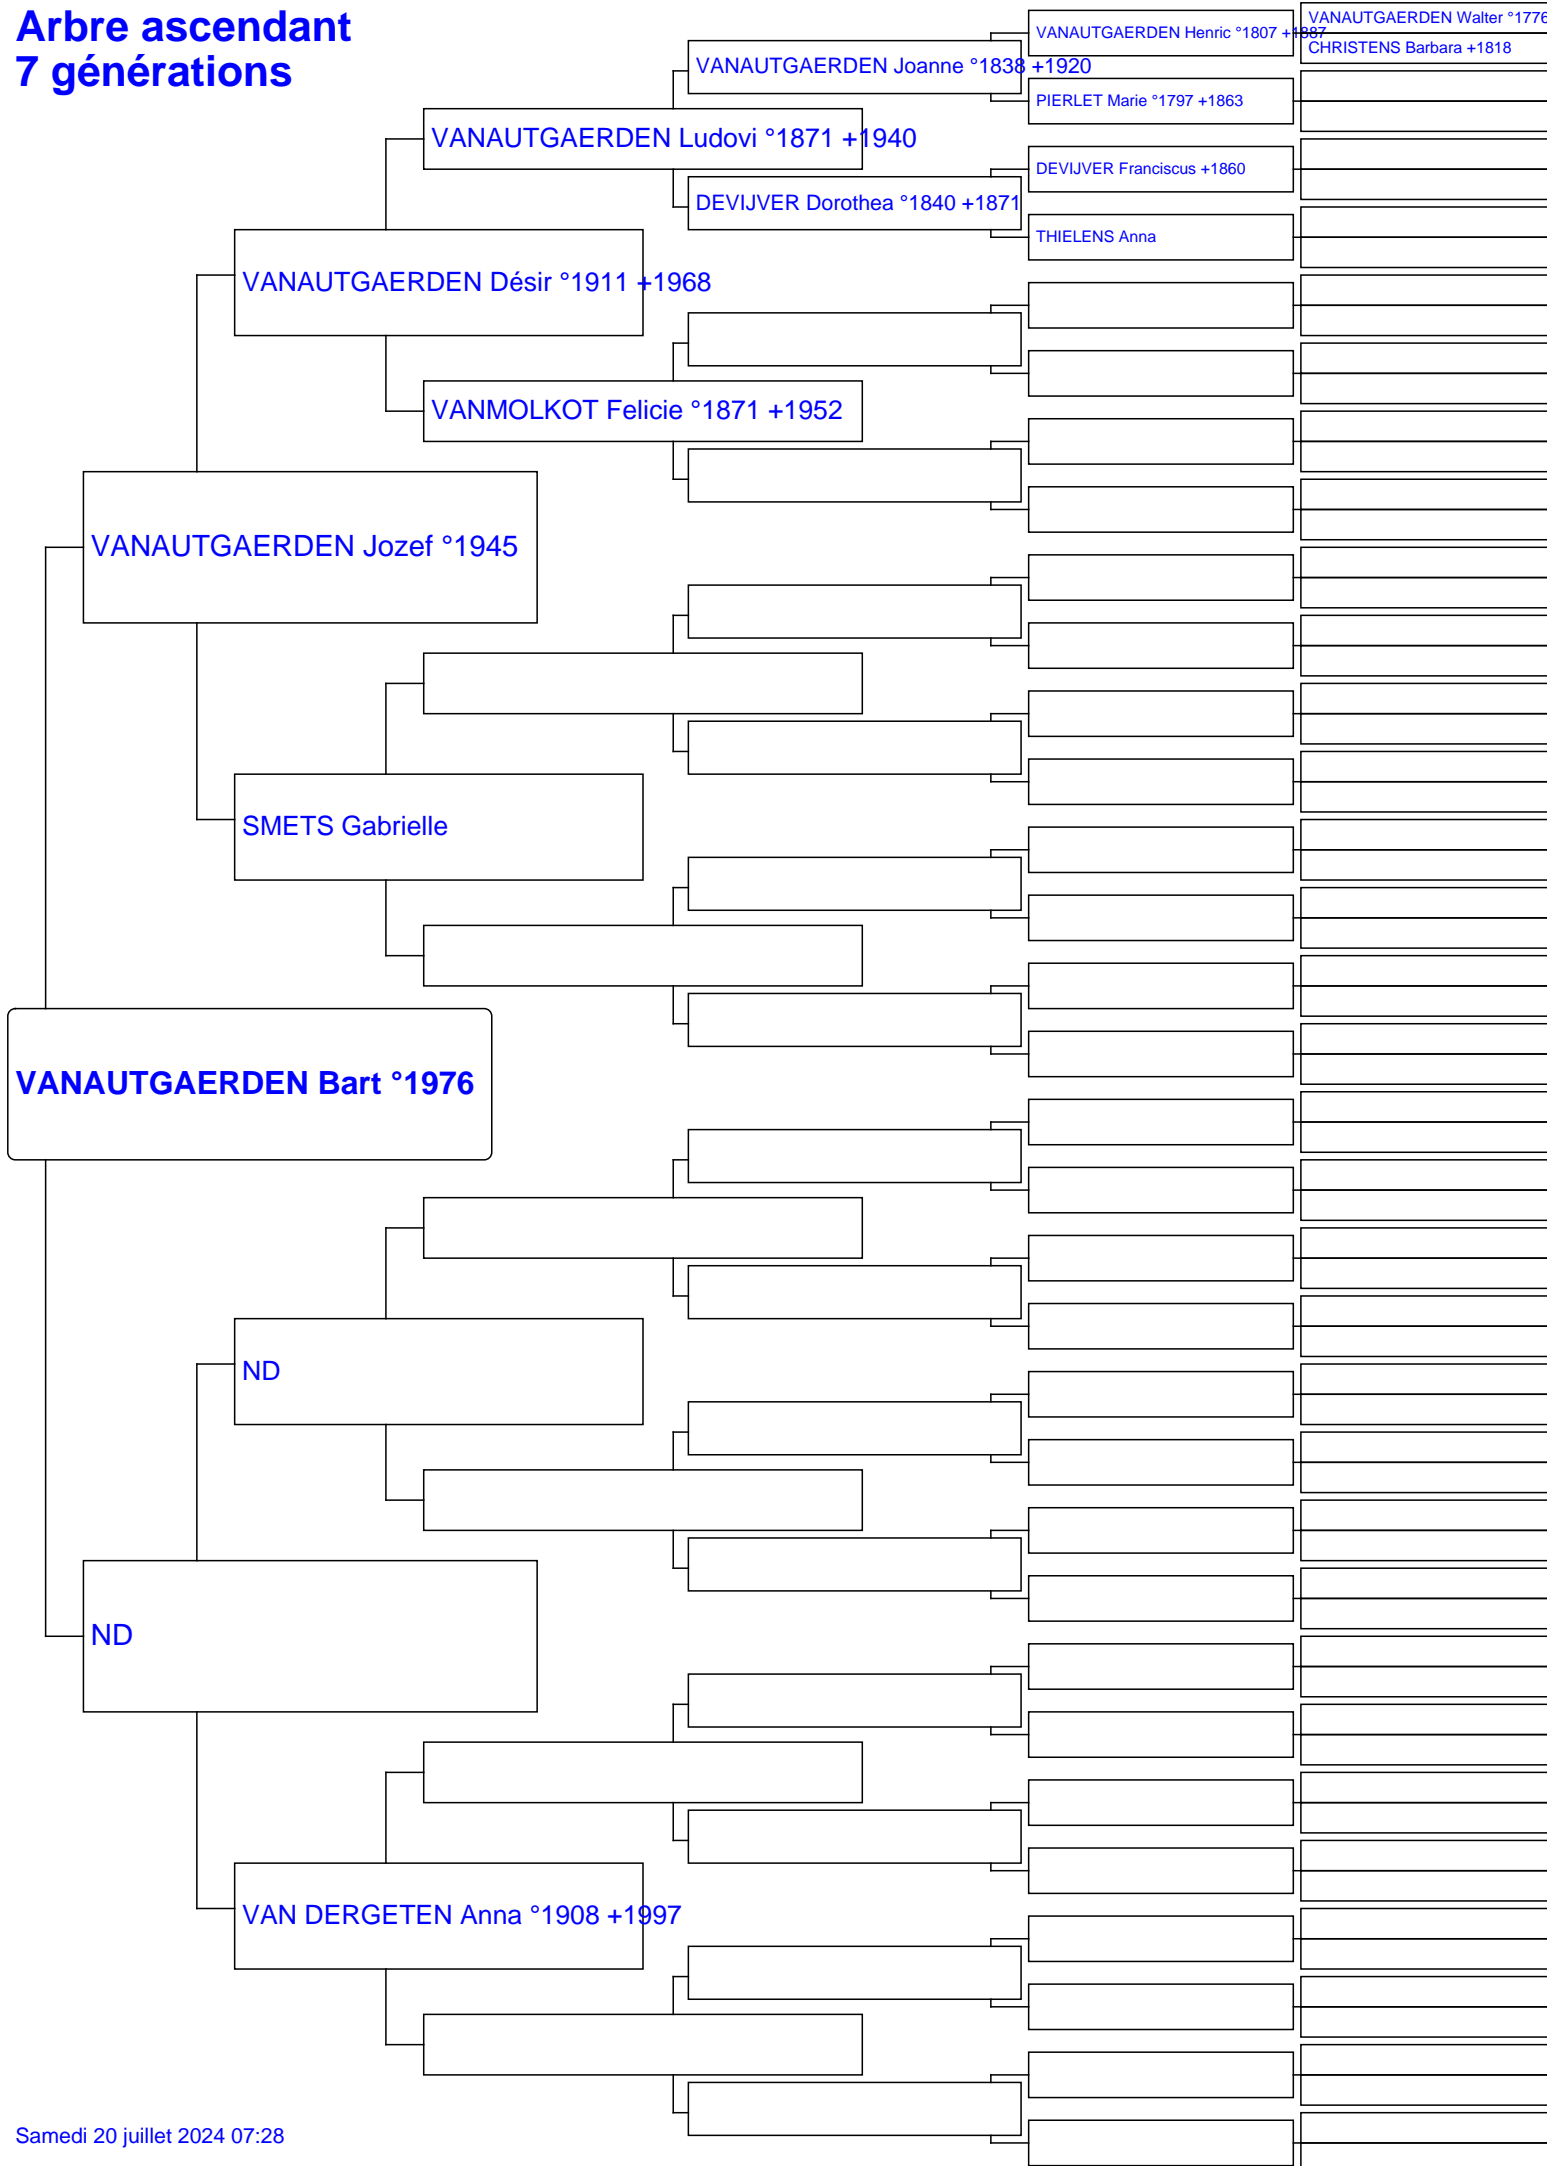 Arbre ascendant
7 générations
VANAUTGAERDEN Walter °1776
VANAUTGAERDEN Henric °1807 +1887
CHRISTENS Barbara +1818
VANAUTGAERDEN Joanne °1838 +1920
PIERLET Marie °1797 +1863
VANAUTGAERDEN Ludovi °1871 +1940
DEVIJVER Franciscus +1860
DEVIJVER Dorothea °1840 +1871
THIELENS Anna
VANAUTGAERDEN Désir °1911 +1968
VANMOLKOT Felicie °1871 +1952
VANAUTGAERDEN Jozef °1945
SMETS Gabrielle
VANAUTGAERDEN Bart °1976
ND
ND
VAN DERGETEN Anna °1908 +1997
Samedi 20 juillet 2024 07:28